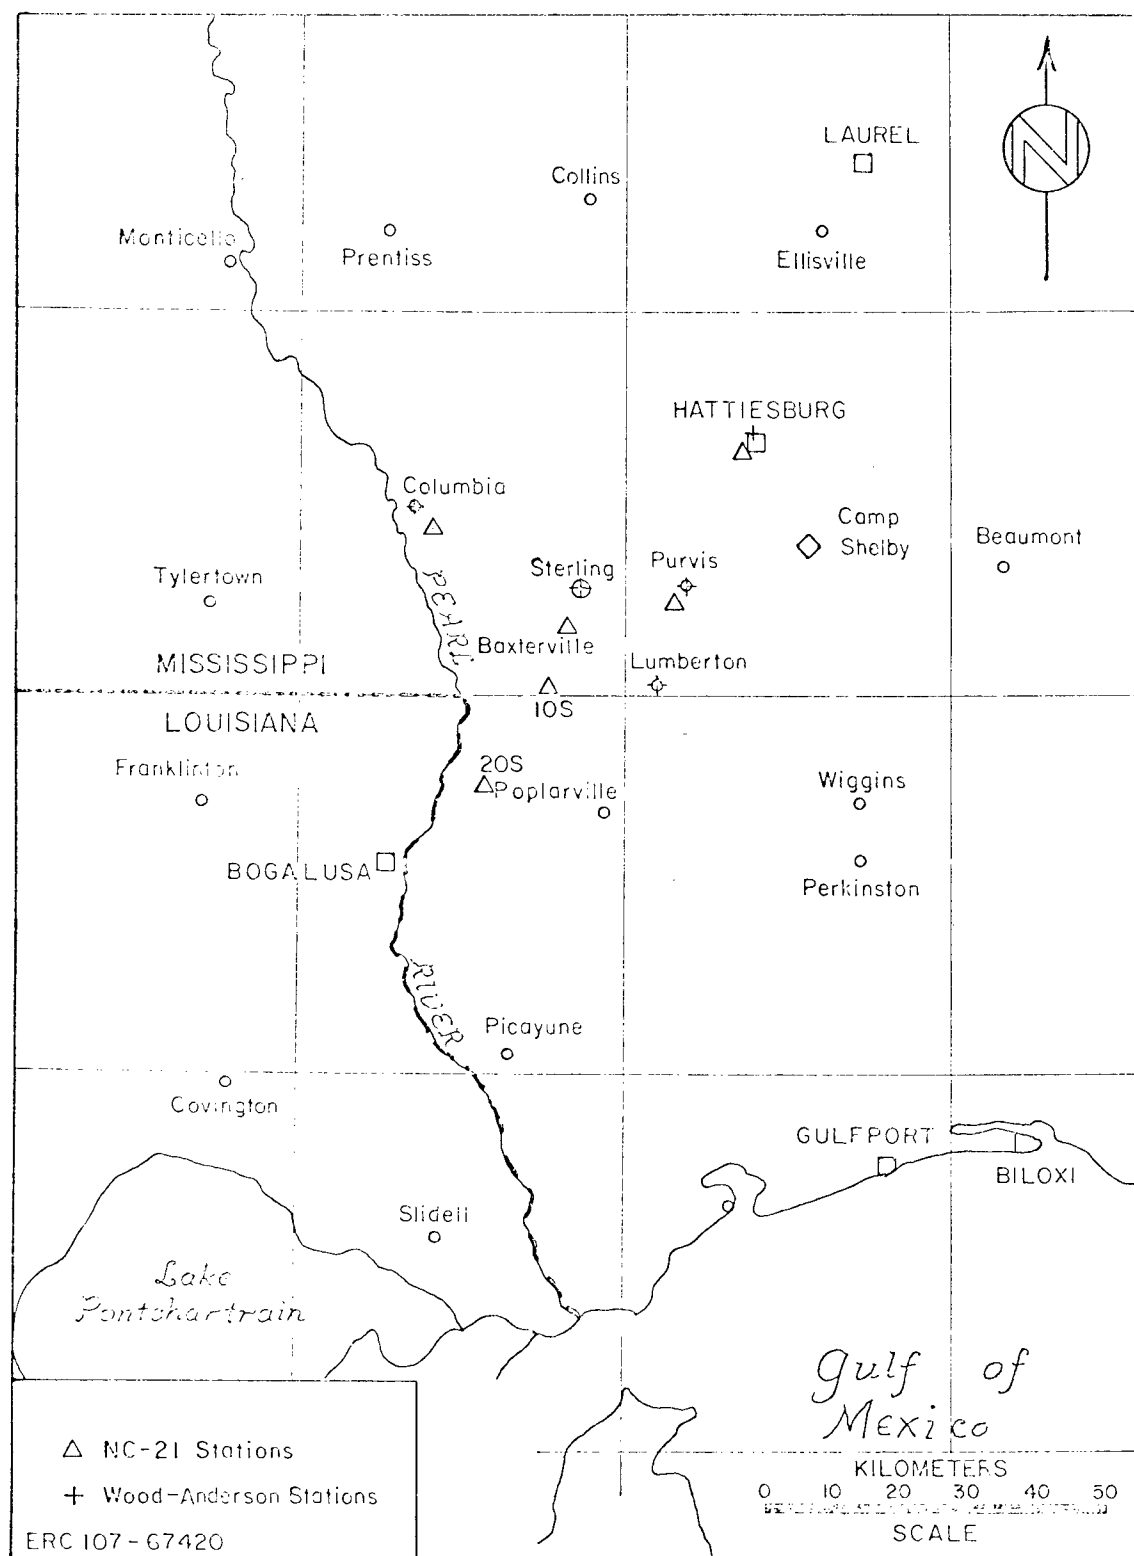 LAUREL
Collins
Monticello
Prentiss
Ellisville
N
HATTIESBURG
Columbia
Camp
Shelby
Beaumont
Sterling
Purvis
Tylertown
PEARL
Baxterville
MISSISSIPPI
Lumberton
LOUISIANA
10S
20S
Franklinton
Poplarville
Wiggins
BOGALUSA
Perkinston
RIVER
Picayune
Covington
GULFPORT
BILOXI
Slidell
Lake
Pontchartrain
Gulf of
Mexico
△ NC-21 Stations
+ Wood-Anderson Stations
ERC 107-67420
KILOMETERS
0 10 20 30 40 50
SCALE